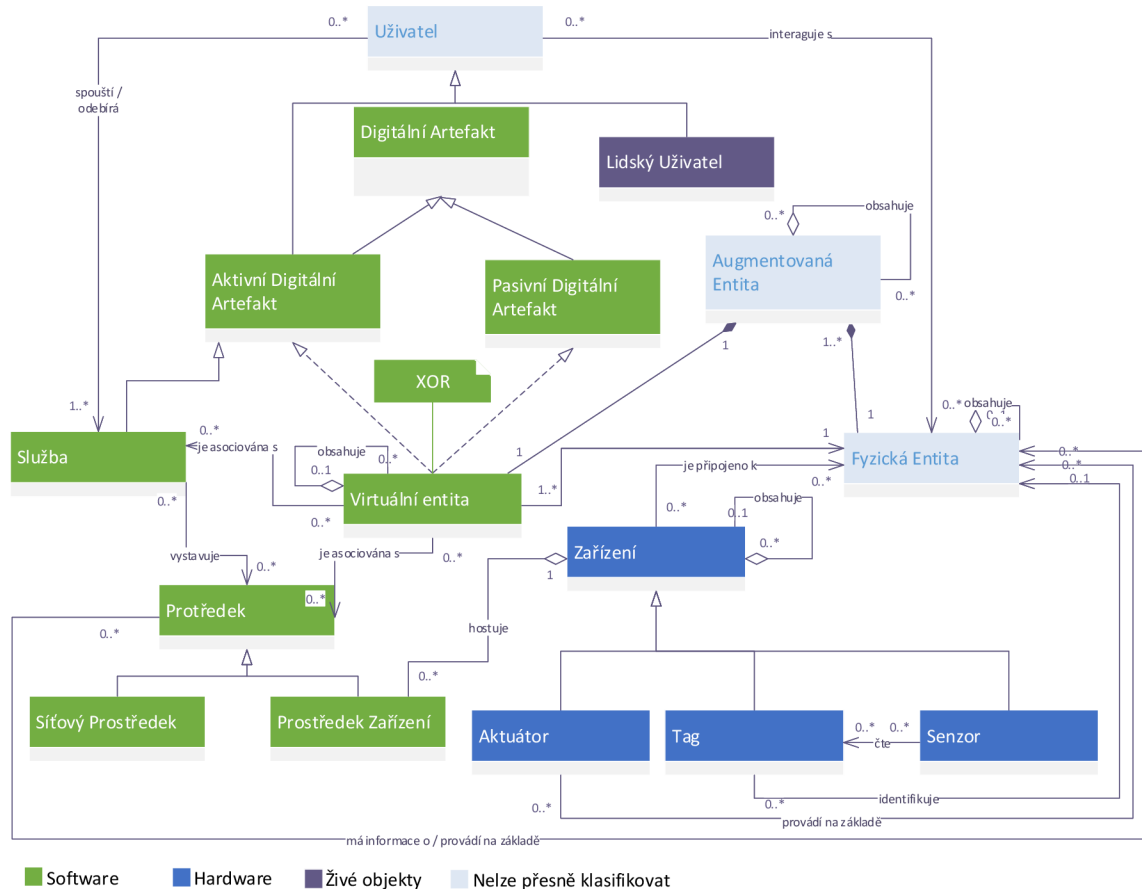 0..*
Uživatel
0..*
interaguje s
spouští /
odebírá
Digitální Artefakt
Lidský Uživatel
obsahuje
0..*
Augmentovaná
Entita
0..*
Aktivní Digitální
Artefakt
Pasivní Digitální
Artefakt
1
1..*
XOR
1..*
0..*
je asociována s
obsahuje
0..*
0..1
1
1
1
0..*
obsahuje
0..*
Služba
Virtuální entita
Fyzická Entita
0..*
0..*
0..1
je připojeno k
0..*
1..*
0..*
0..*
0..*
0..1
obsahuje
0..*
vystavuje
0..*
je asociována s
0..*
Zařízení
1
Protředek
0..*
0..*
hostuje
0..*
Síťový Prostředek
Prostředek Zařízení
Aktuátor
Tag
0..*
0..*
čte
Senzor
0..*
0..*
identifikuje
provádí na základě
má informace o / provádí na základě
Software
Hardware
Živé objekty
Nelze přesně klasifikovat